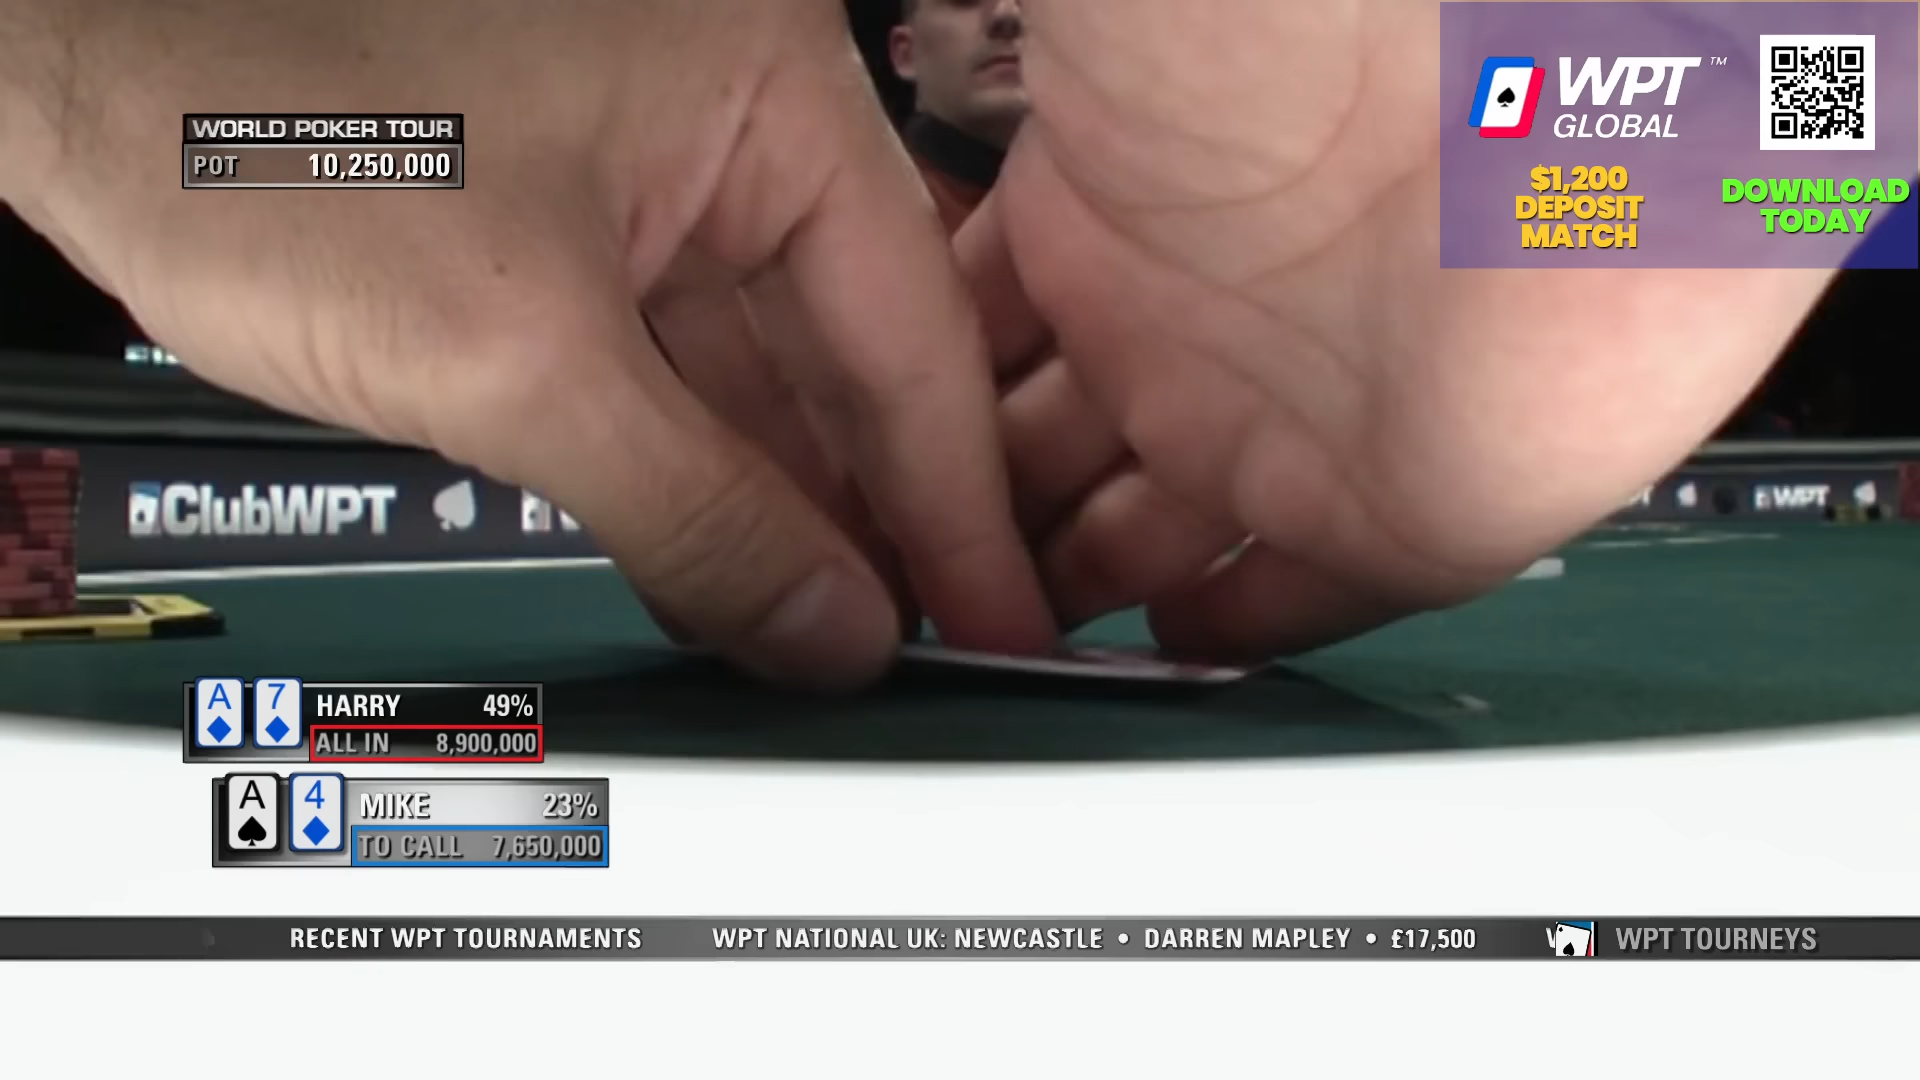 WORLD POKER TOUR
POT 10,250,000
WPT™
GLOBAL
$1,200
DEPOSIT
MATCH
DOWNLOAD
TODAY
ClubWPT
WPT
A 7 HARRY 49%
ALL IN 8,900,000
A 4 MIKE 23%
TO CALL 7,650,000
RECENT WPT TOURNAMENTS WPT NATIONAL UK: NEWCASTLE • DARREN MAPLEY • £17,500 WPT TOURNEYS